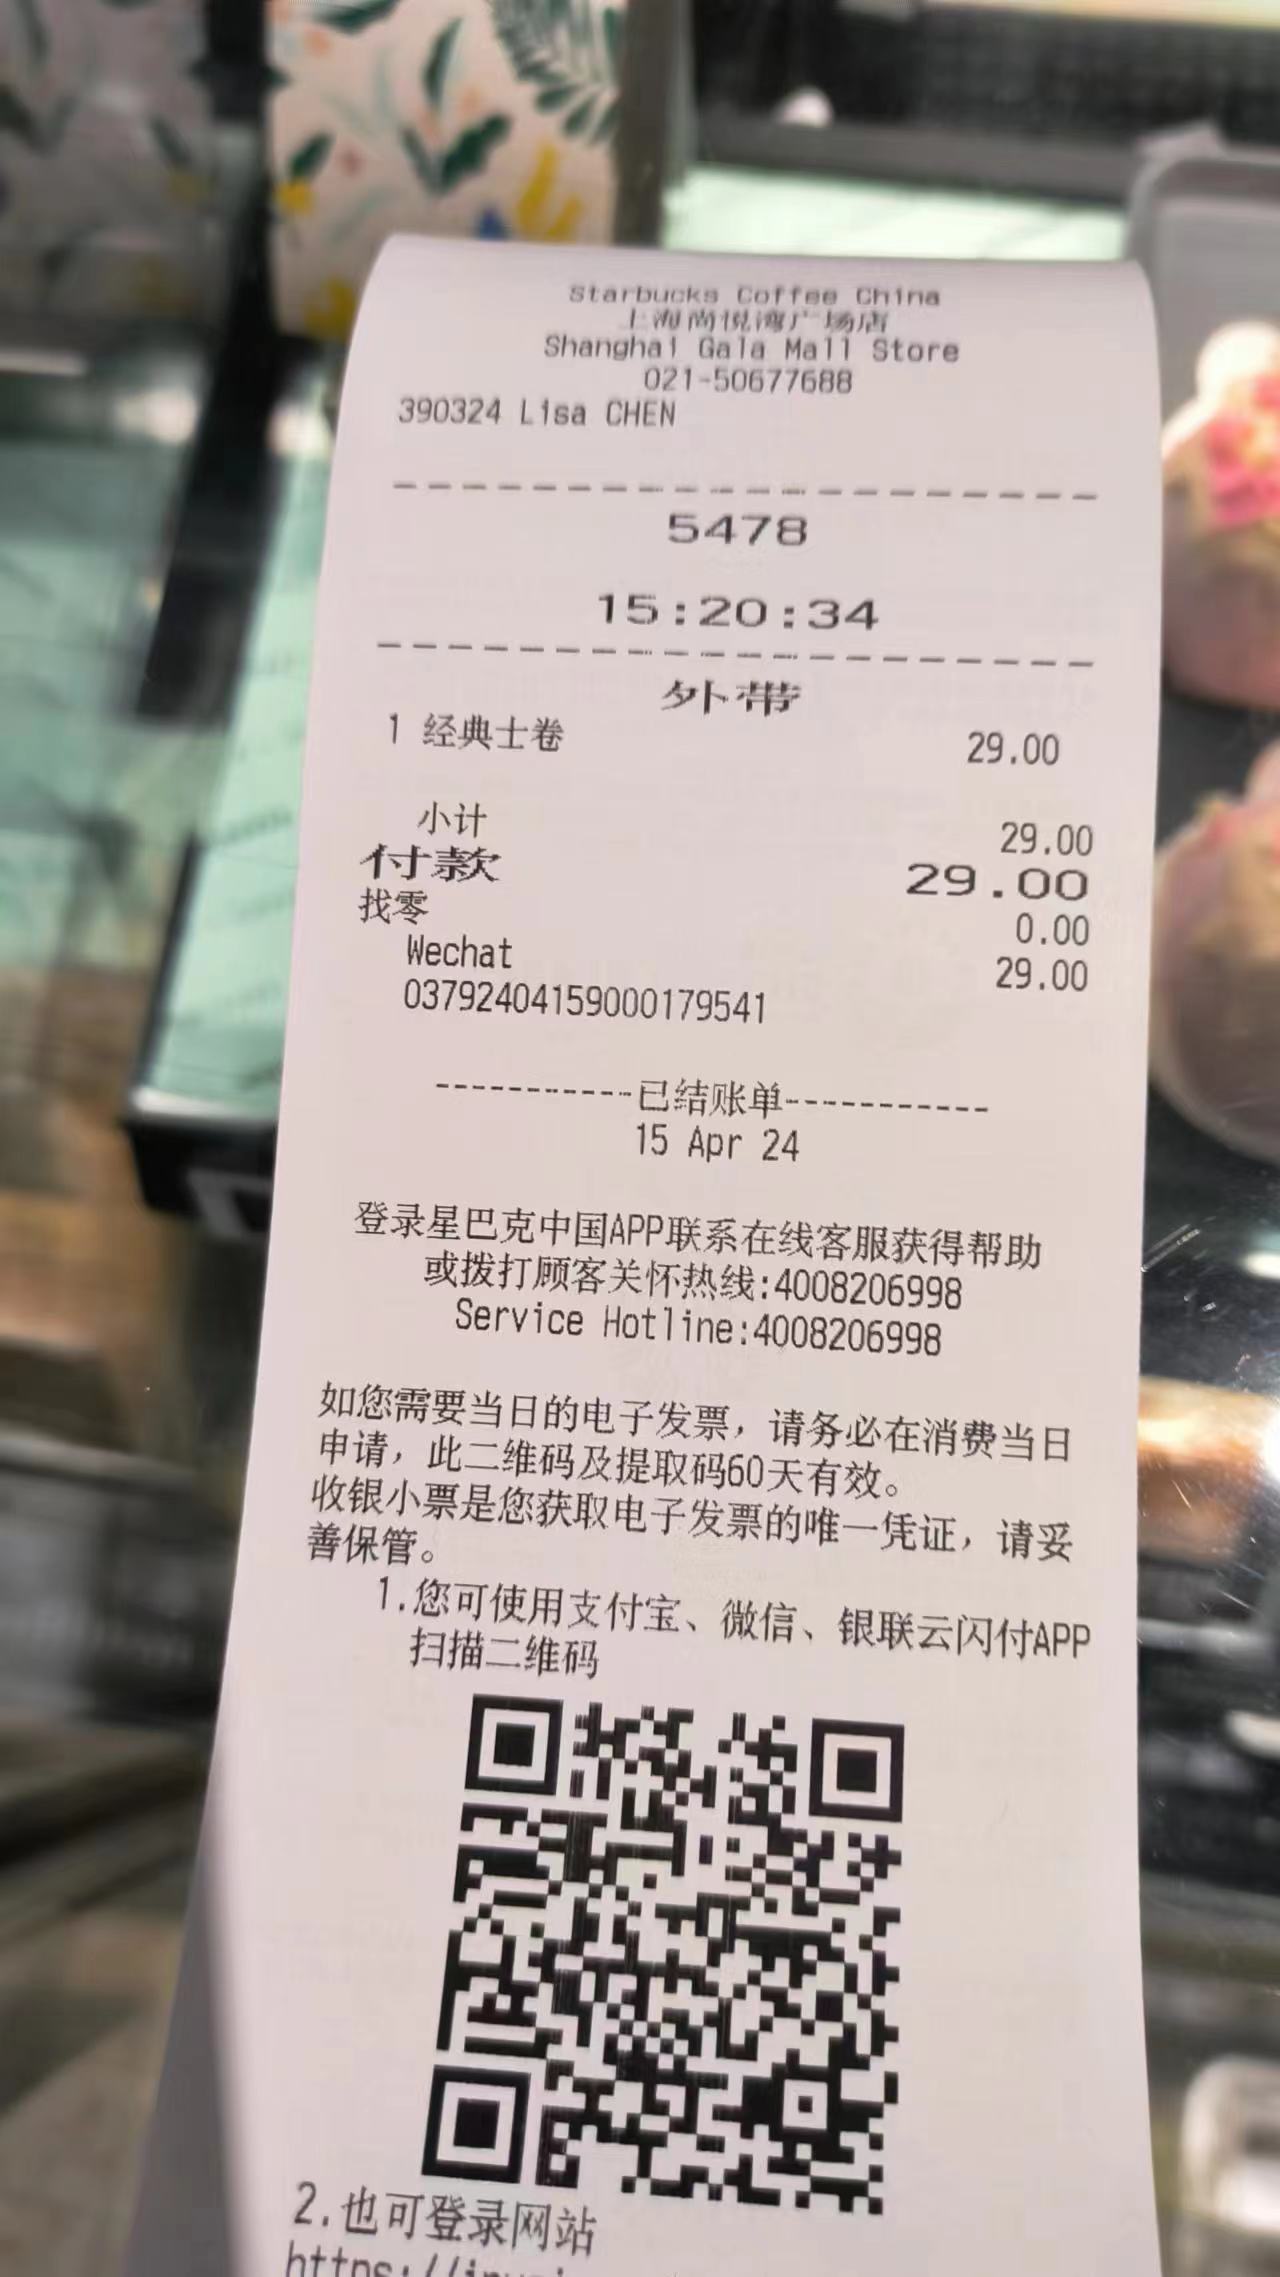 Starbucks Coffee China
上海尚悦湾广场店
Shanghai Gala Mall Store
021-50677688
390324 Lisa CHEN
5478
15:20:34
外带
1 经典士卷 29.00
小计 29.00
付款 29.00
找零 0.00
Wechat 29.00
03792404159000179541
-----------已结账单-----------
15 Apr 24
登录星巴克中国APP联系在线客服获得帮助
或拨打顾客关怀热线:4008206998
Service Hotline:4008206998
如您需要当日的电子发票，请务必在消费当日
申请，此二维码及提取码60天有效。
收银小票是您获取电子发票的唯一凭证，请妥
善保管。
1.您可使用支付宝、微信、银联云闪付APP
扫描二维码
2.也可登录网站